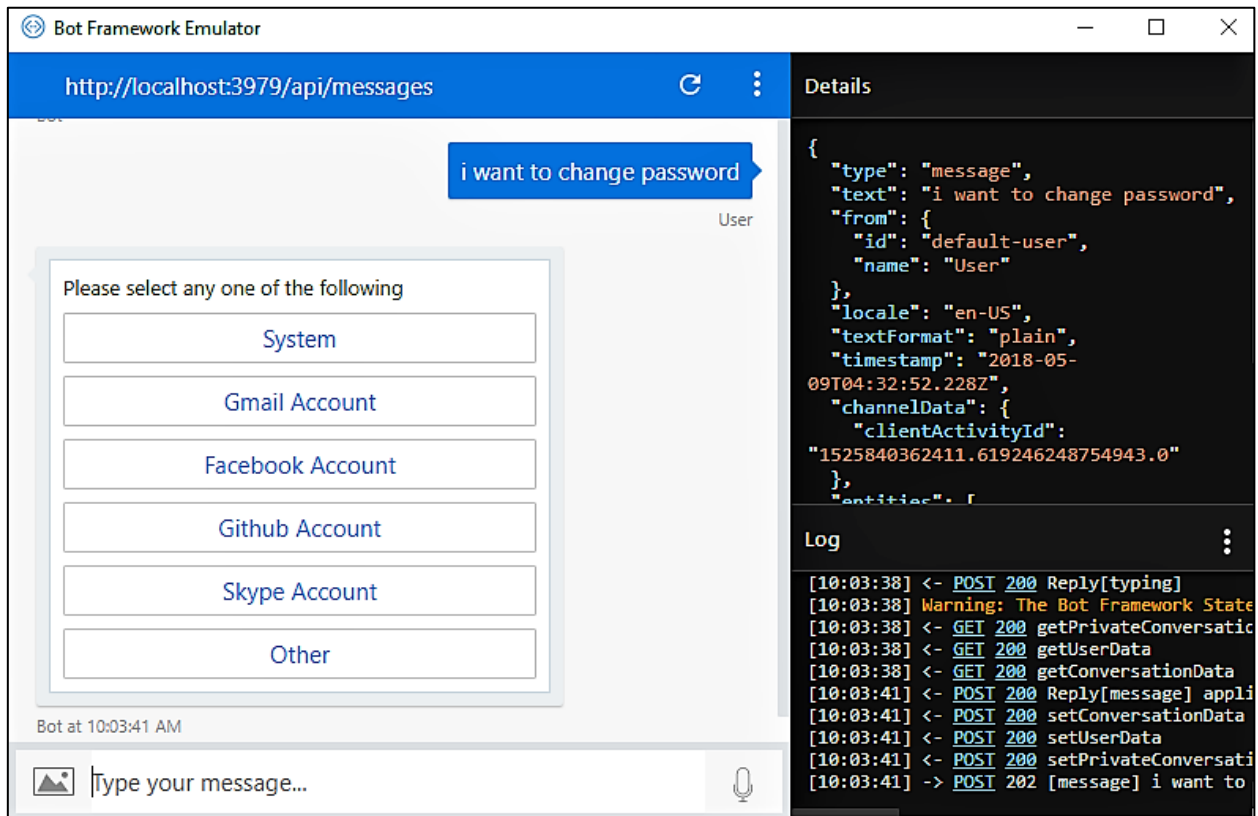 Bot Framework Emulator
http://localhost:3979/api/messages
i want to change password
User
Please select any one of the following
System
Gmail Account
Facebook Account
Github Account
Skype Account
Other
Bot at 10:03:41 AM
Type your message...
Details
{
"type": "message",
"text": "i want to change password",
"from": {
"id": "default-user",
"name": "User"
},
"locale": "en-US",
"textFormat": "plain",
"timestamp": "2018-05-
09T04:32:52.228Z",
"channelData": {
"clientActivityId":
"1525840362411.619246248754943.0"
},
"entities": [
Log
[10:03:38] <- POST 200 Reply[typing]
[10:03:38] Warning: The Bot Framework State
[10:03:38] <- GET 200 getPrivateConversatic
[10:03:38] <- GET 200 getUserData
[10:03:38] <- GET 200 getConversationData
[10:03:41] <- POST 200 Reply[message] appli
[10:03:41] <- POST 200 setConversationData
[10:03:41] <- POST 200 setUserData
[10:03:41] <- POST 200 setPrivateConversati
[10:03:41] -> POST 202 [message] i want to